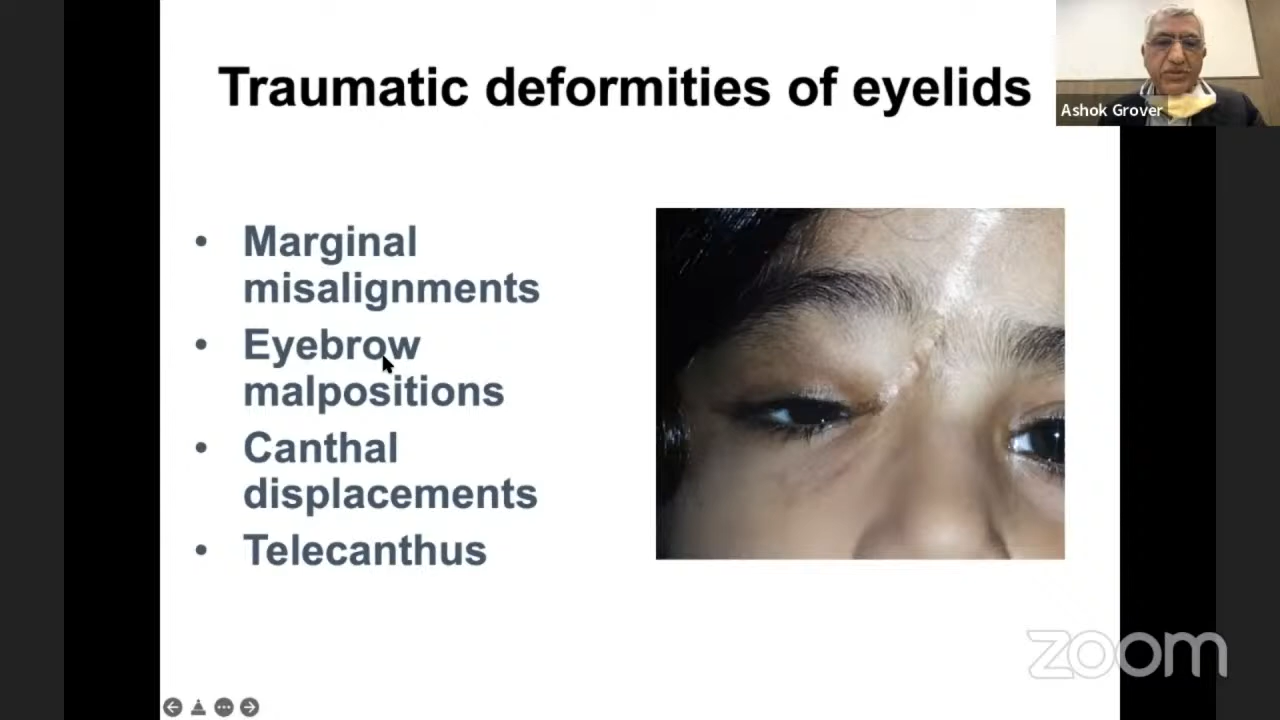 Traumatic deformities of eyelids
Ashok Grover
• Marginal
misalignments
• Eyebrow
malpositions
• Canthal
displacements
• Telecanthus
zoom